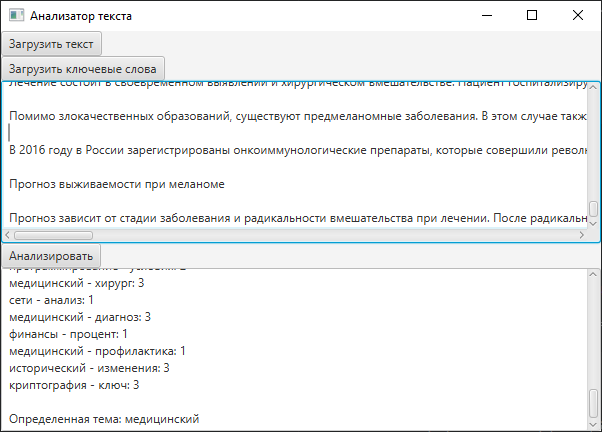 Анализатор текста
Загрузить текст
Загрузить ключевые слова
Лечение состоит в своевременном выявлении и хирургическом вмешательстве. Пациент госпитализиру
Помимо злокачественных образований, существуют предмеланомные заболевания. В этом случае такж
В 2016 году в России зарегистрированы онкоиммунологические препараты, которые совершили револ
Прогноз выживаемости при меланоме
Прогноз зависит от стадии заболевания и радикальности вмешательства при лечении. После радикальн
Анализировать
медицинский - хирург: 3
сети - анализ: 1
медицинский - диагноз: 3
финансы - процент: 1
медицинский - профилактика: 1
исторический - изменения: 3
криптография - ключ: 3
Определенная тема: медицинский